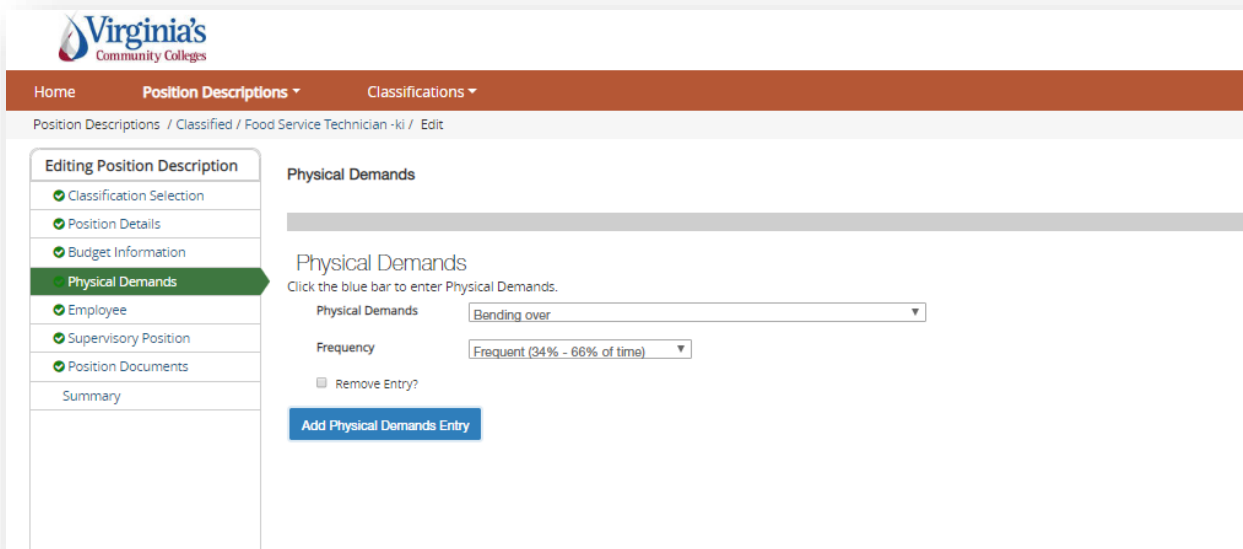 Virginia's
Community Colleges
Home Position Descriptions Classifications
Position Descriptions / Classified / Food Service Technician -ki / Edit
Editing Position Description
Classification Selection
Position Details
Budget Information
Physical Demands
Employee
Supervisory Position
Position Documents
Summary
Physical Demands
Physical Demands
Click the blue bar to enter Physical Demands.
Physical Demands Bending over
Frequency Frequent (34% - 66% of time)
Remove Entry?
Add Physical Demands Entry